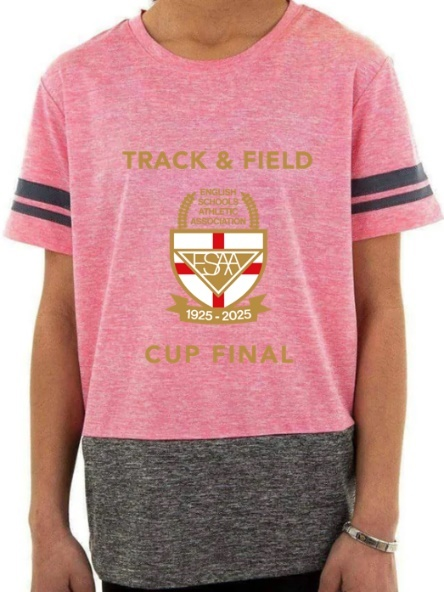 TRACK & FIELD
ENGLISH
SCHOOLS
ATHLETIC
ASSOCIATION
ESAA
1925 - 2025
CUP FINAL